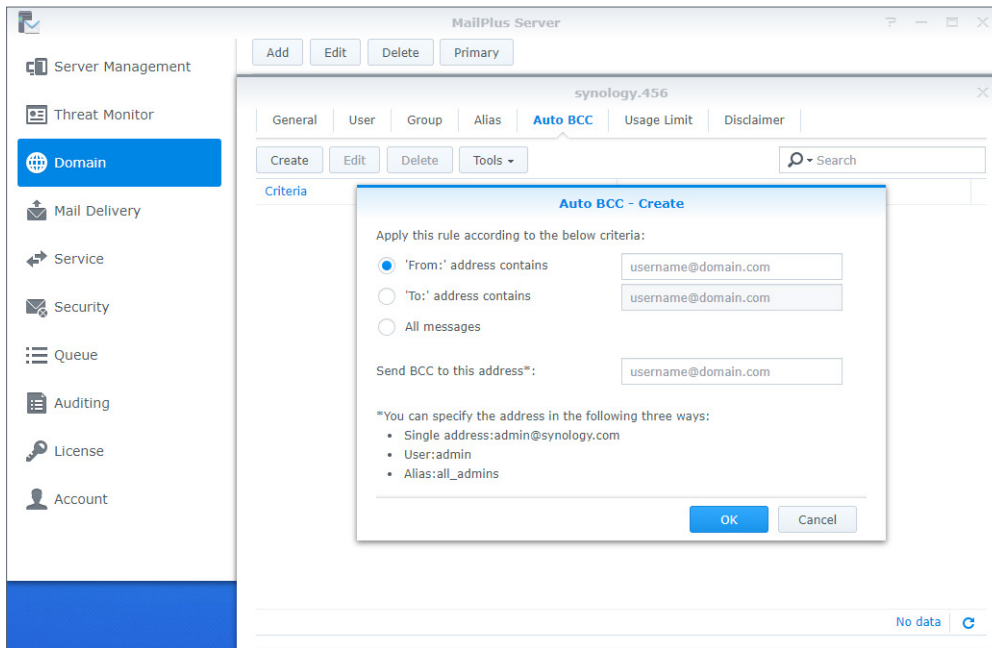 MailPlus Server
Server Management
Threat Monitor
Domain
Mail Delivery
Service
Security
Queue
Auditing
License
Account
Add Edit Delete Primary
synology.456
General User Group Alias Auto BCC Usage Limit Disclaimer
Create Edit Delete Tools Search
Criteria
Auto BCC - Create
Apply this rule according to the below criteria:
'From:' address contains username@domain.com
'To:' address contains username@domain.com
All messages
Send BCC to this address*: username@domain.com
*You can specify the address in the following three ways:
• Single address:admin@synology.com
• User:admin
• Alias:all_admins
OK Cancel
No data